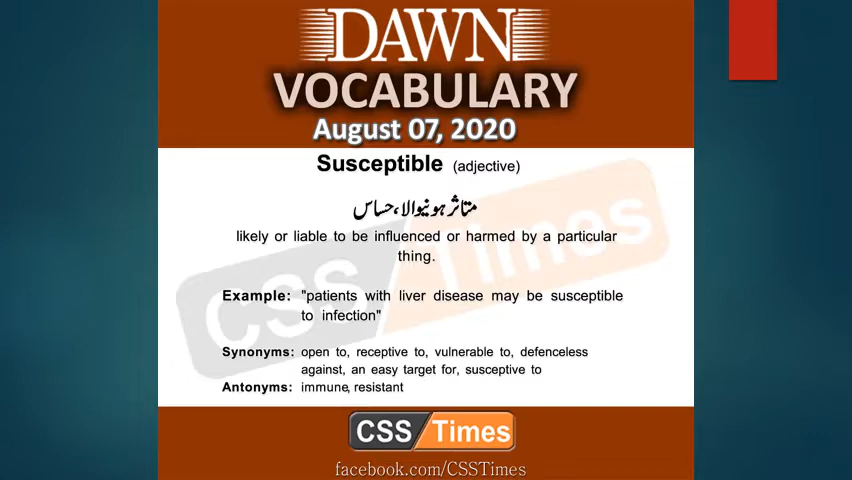 DAWN
VOCABULARY
August 07, 2020
Susceptible (adjective)
متاثر ہونیوالا، حساس
likely or liable to be influenced or harmed by a particular
thing.
Example: "patients with liver disease may be susceptible
to infection"
Synonyms: open to, receptive to, vulnerable to, defenceless
against, an easy target for, susceptive to
Antonyms: immune, resistant
CSS Times
CSS Times
facebook.com/CSSTimes